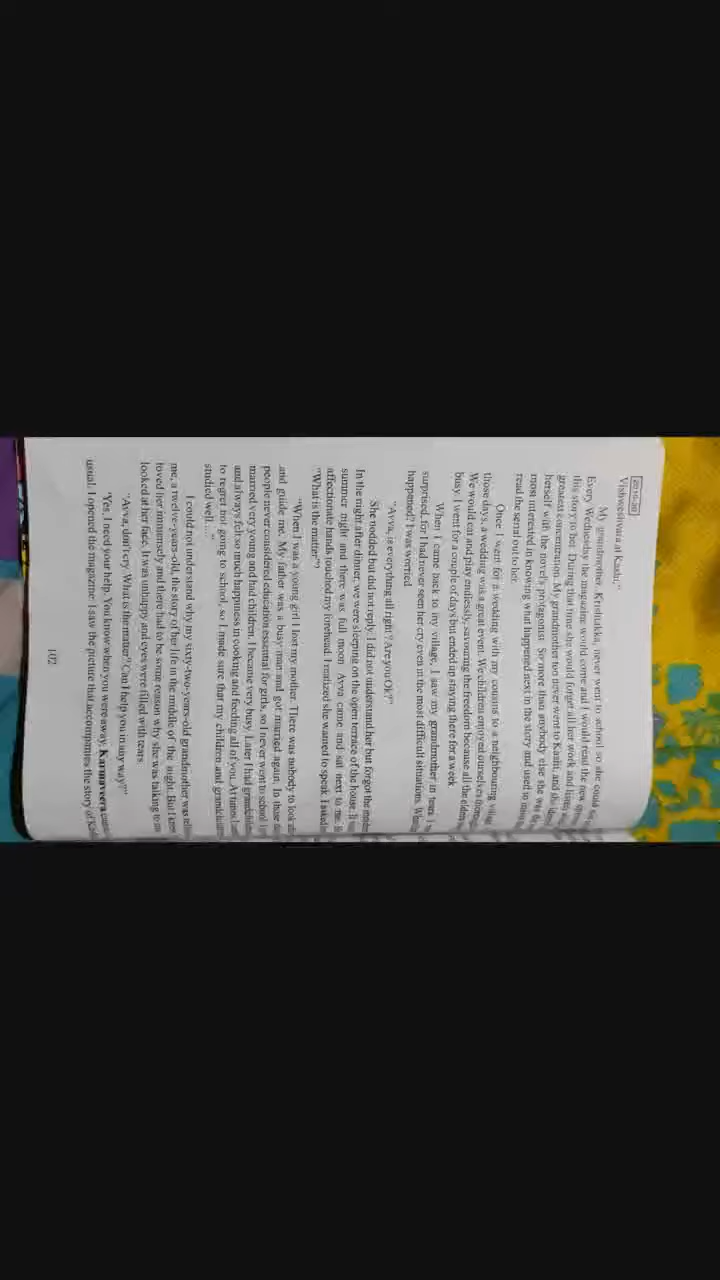 2019-20
Vishweshwara at Kashi."
My grandmother, Krishtakka, never went to school so she could
Every Wednesday the magazine would come and I would read the new
this story to her. During that time she would forget all her work and listen
greatest concentration. My grandmother too never went to Kashi, and she
herself with the novel's protagonist. So more than anybody else she was the
most interested in knowing what happened next in the story and used to
read the serial out to her.
Once I went for a wedding with my cousins to a neighbouring
those days, a wedding was a great event. We children enjoyed ourselves
We would eat and play endlessly, savouring the freedom because all the elders
busy. I went for a couple of days but ended up staying there for a week.
When I came back to my village, I saw my grandmother in tears. I
surprised, for I had never seen her cry even in the most difficult situations. What
happened? I was worried.
"Avva, is everything all right? Are you Ok?"
She nodded but did not reply. I did not understand her but forgot the
In the night after dinner, we were sleeping on the open terrace of the house. It
summer night and there was full moon. Avva came and sat next to me.
affectionate hands touched my forehead. I realized she wanted to speak. I asked
"What is the matter"?
"When I was a young girl I lost my mother. There was nobody to look
and guide me. My father was a busy man and got married again. In those
people never considered education essential for girls, so I never went to school. I
married very young and had children. I became very busy. Later I had
and always felt so much happiness in cooking and feeding all of you. At times I
to regret not going to school, so I made sure that my children and
studied well...."
I could not understand why my sixty-two-years-old grandmother was
me, a twelve-years-old, the story of her life in the middle of the night. But I
loved her immensely and there had to be some reason why she was talking to
looked at her face. It was unhappy and eyes were filled with tears.
"Avva, don't cry. What is the matter? Can I help you in any way?"
'Yes, I need your help. You know when you were away, Karmaveera
usual. I opened the magazine. I saw the picture that accompanies the story of
102